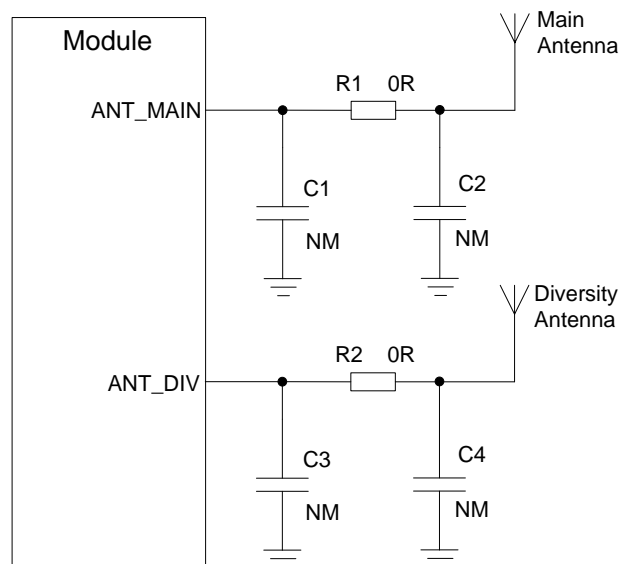 Module
Main
Antenna
R1 0R
ANT_MAIN
C1
NM
C2
NM
Diversity
Antenna
R2 0R
ANT_DIV
C3
NM
C4
NM